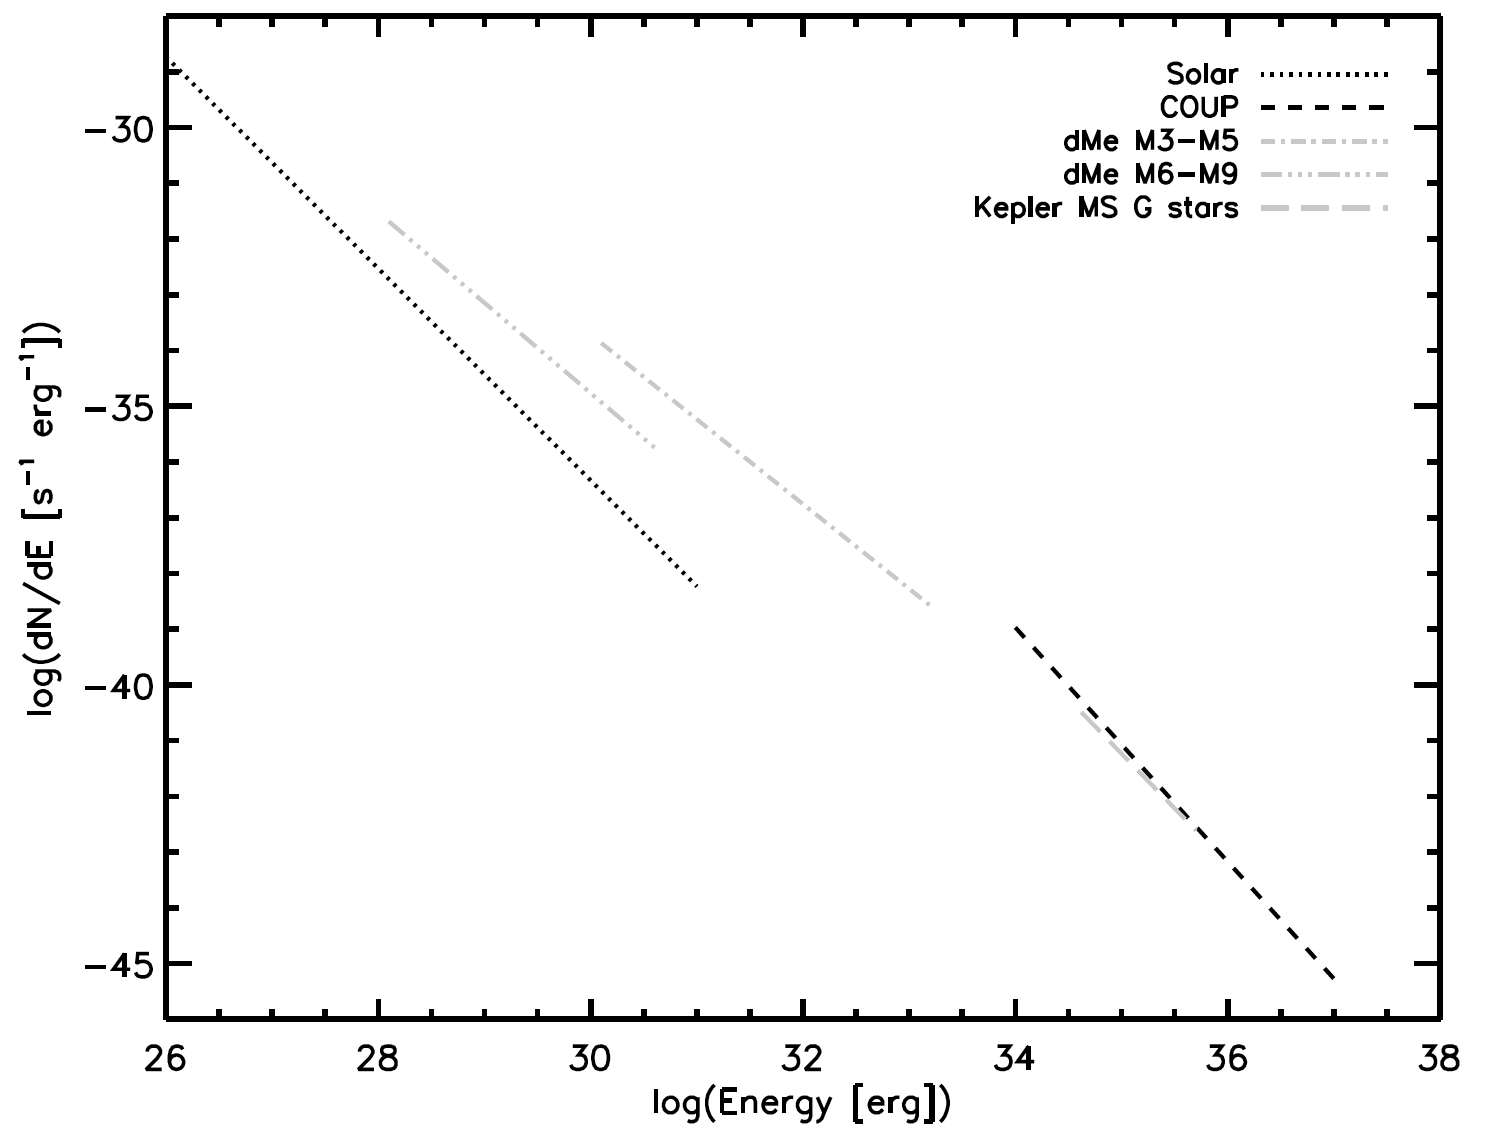 Solar
COUP
dMe M3−M5
dMe M6−M9
Kepler MS G stars
−30
−35
−40
−45
log(dN/dE [s⁻¹ erg⁻¹])
26 28 30 32 34 36 38
log(Energy [erg])